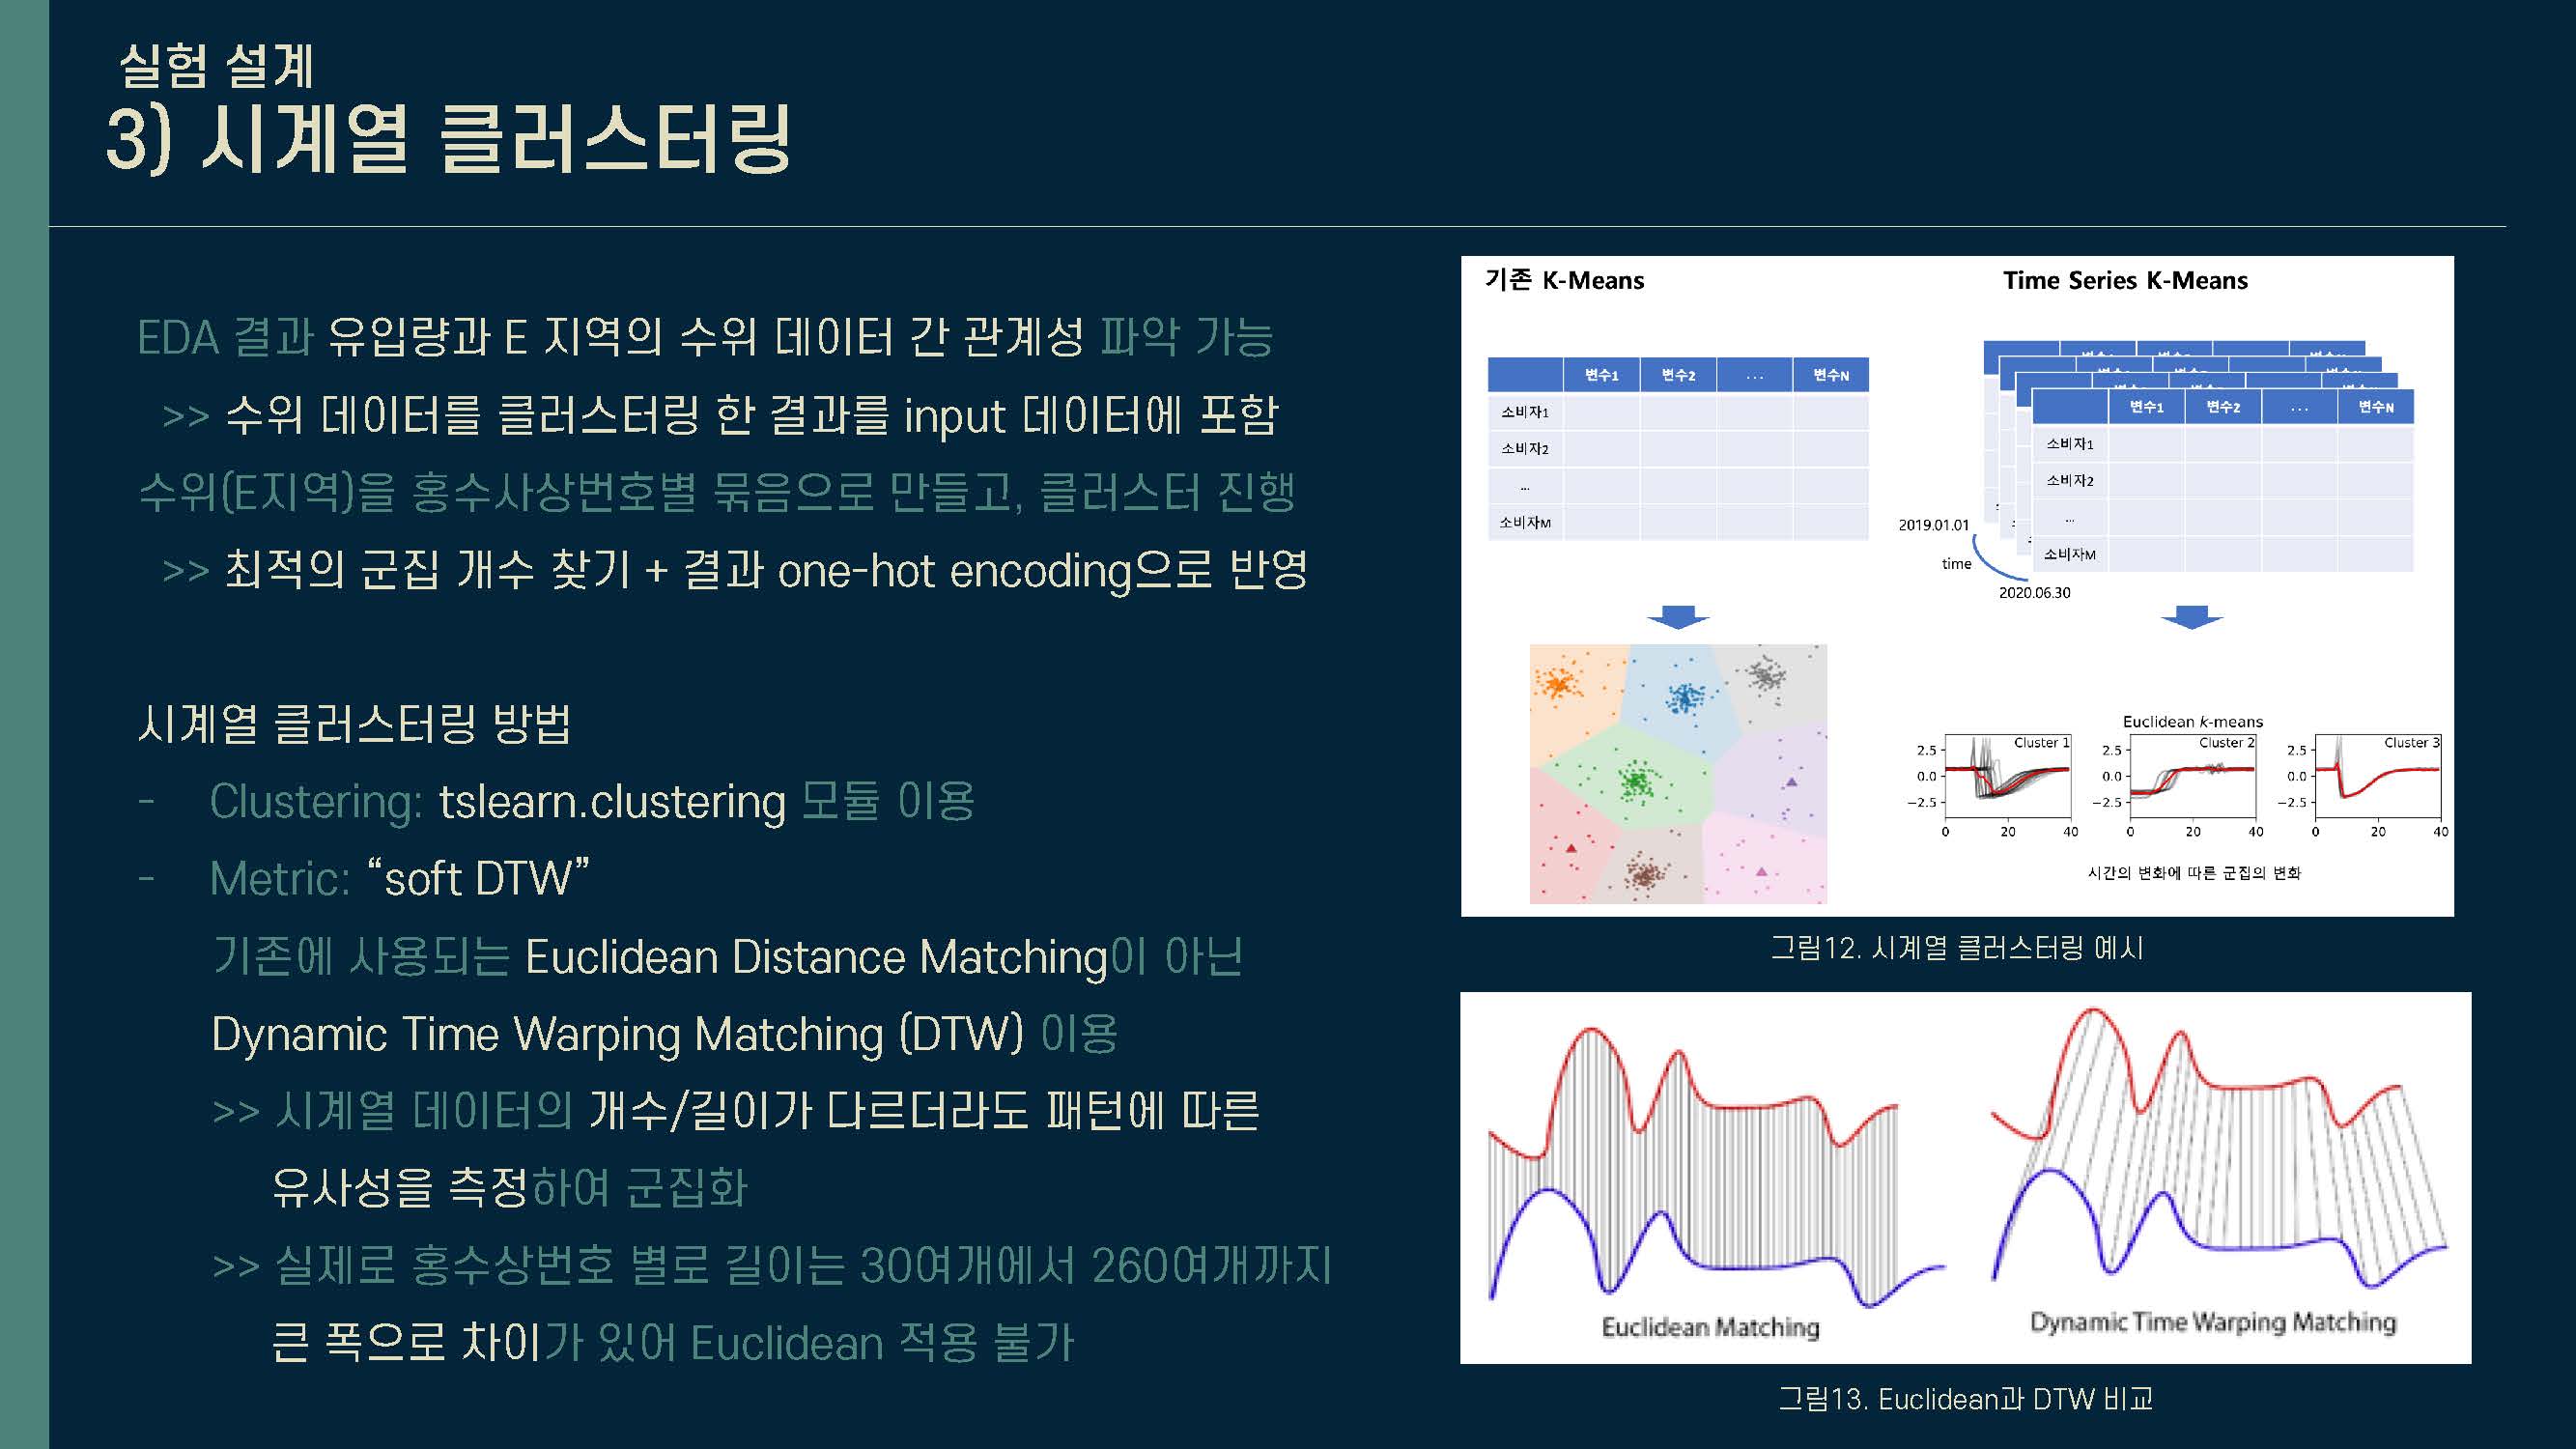 실험 설계
3) 시계열 클러스터링
EDA 결과 유입량과 E 지역의 수위 데이터 간 관계성 파악 가능
>> 수위 데이터를 클러스터링 한 결과를 input 데이터에 포함
수위(E지역)을 홍수사상번호별 묶음으로 만들고, 클러스터 진행
>> 최적의 군집 개수 찾기 + 결과 one-hot encoding으로 반영
시계열 클러스터링 방법
- Clustering: tslearn.clustering 모듈 이용
- Metric: “soft DTW”
기존에 사용되는 Euclidean Distance Matching이 아닌
Dynamic Time Warping Matching (DTW) 이용
>> 시계열 데이터의 개수/길이가 다르더라도 패턴에 따른
유사성을 측정하여 군집화
>> 실제로 홍수상번호 별로 길이는 30여개에서 260여개까지
큰 폭으로 차이가 있어 Euclidean 적용 불가
기존 K-Means
변수1 변수2 ... 변수N
소비자1
소비자2
...
소비자M
Time Series K-Means
변수1 변수2 ... 변수N
소비자1
소비자2
...
소비자M
2019.01.01
time
2020.06.30
Euclidean k-means
Cluster 1 Cluster 2 Cluster 3
2.5 2.5 2.5
0.0 0.0 0.0
−2.5 −2.5 −2.5
0 20 40 0 20 40 0 20 40
시간의 변화에 따른 군집의 변화
그림12. 시계열 클러스터링 예시
Euclidean Matching
Dynamic Time Warping Matching
그림13. Euclidean과 DTW 비교